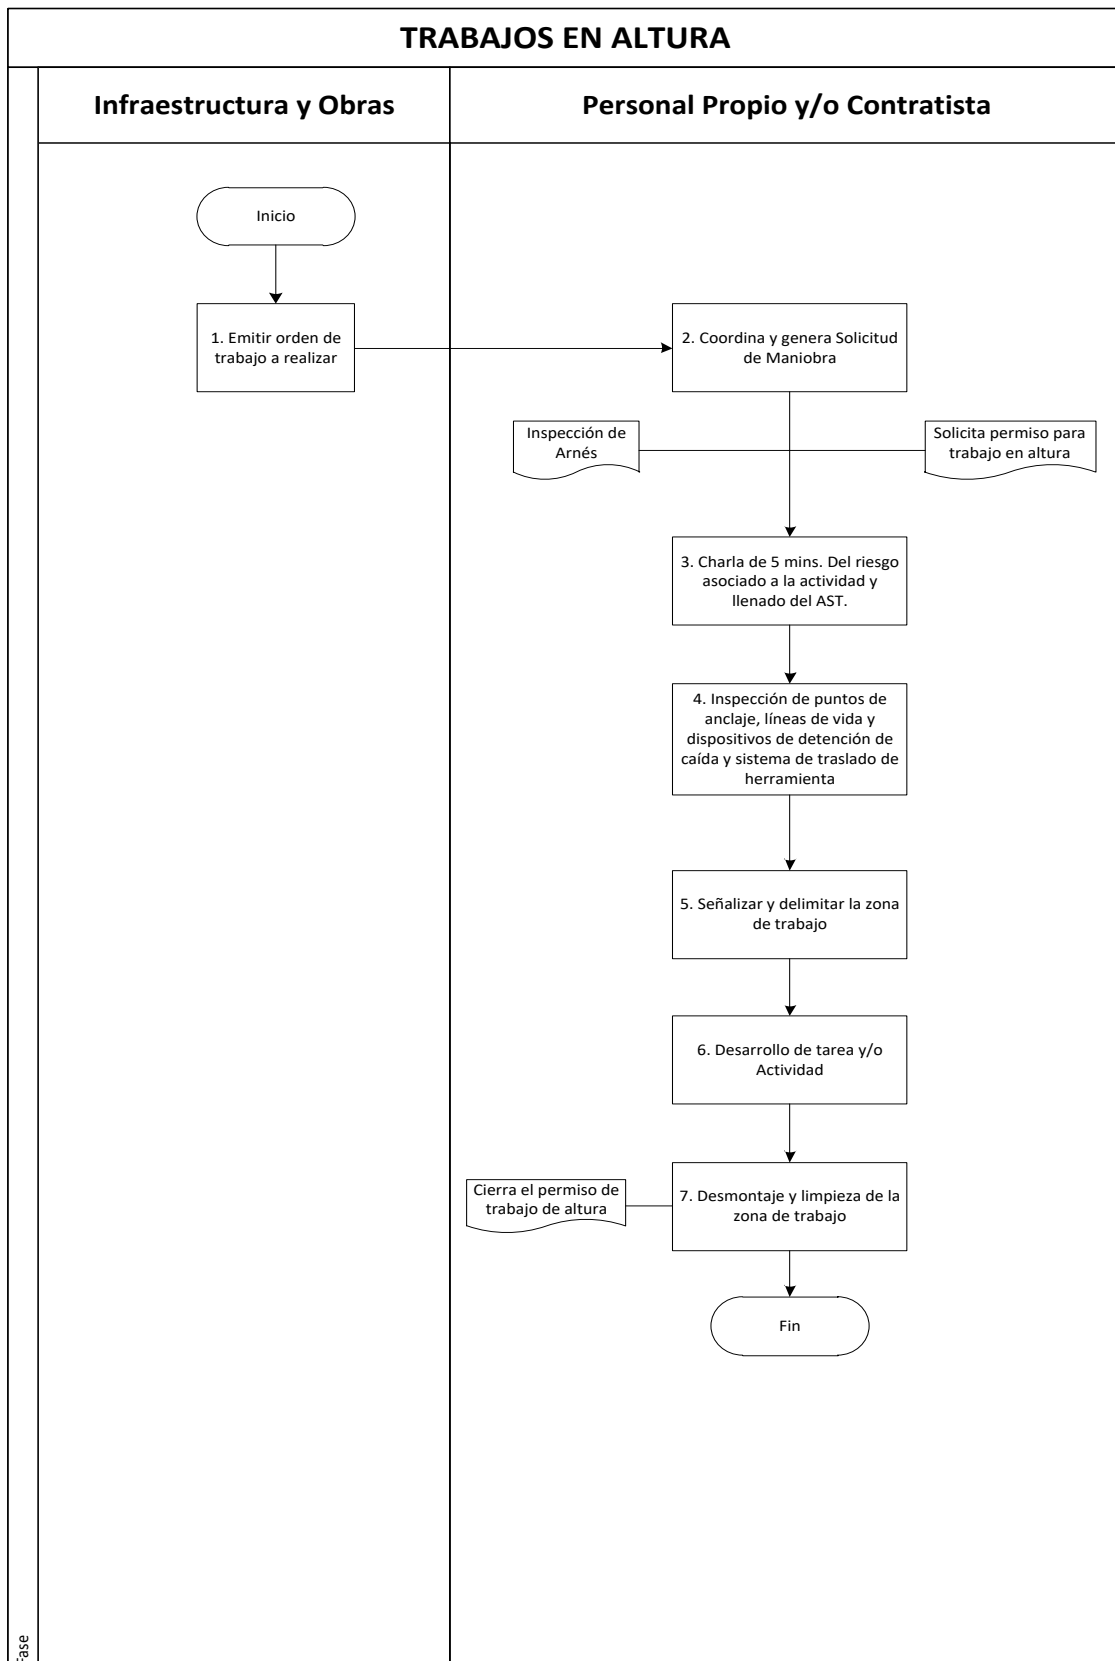 TRABAJOS EN ALTURA
Infraestructura y Obras
Personal Propio y/o Contratista
Inicio
1. Emitir orden de
trabajo a realizar
2. Coordina y genera Solicitud
de Maniobra
Inspección de
Arnés
Solicita permiso para
trabajo en altura
3. Charla de 5 mins. Del riesgo
asociado a la actividad y
llenado del AST.
4. Inspección de puntos de
anclaje, líneas de vida y
dispositivos de detención de
caída y sistema de traslado de
herramienta
5. Señalizar y delimitar la zona
de trabajo
6. Desarrollo de tarea y/o
Actividad
Cierra el permiso de
trabajo de altura
7. Desmontaje y limpieza de la
zona de trabajo
Fin
Fase